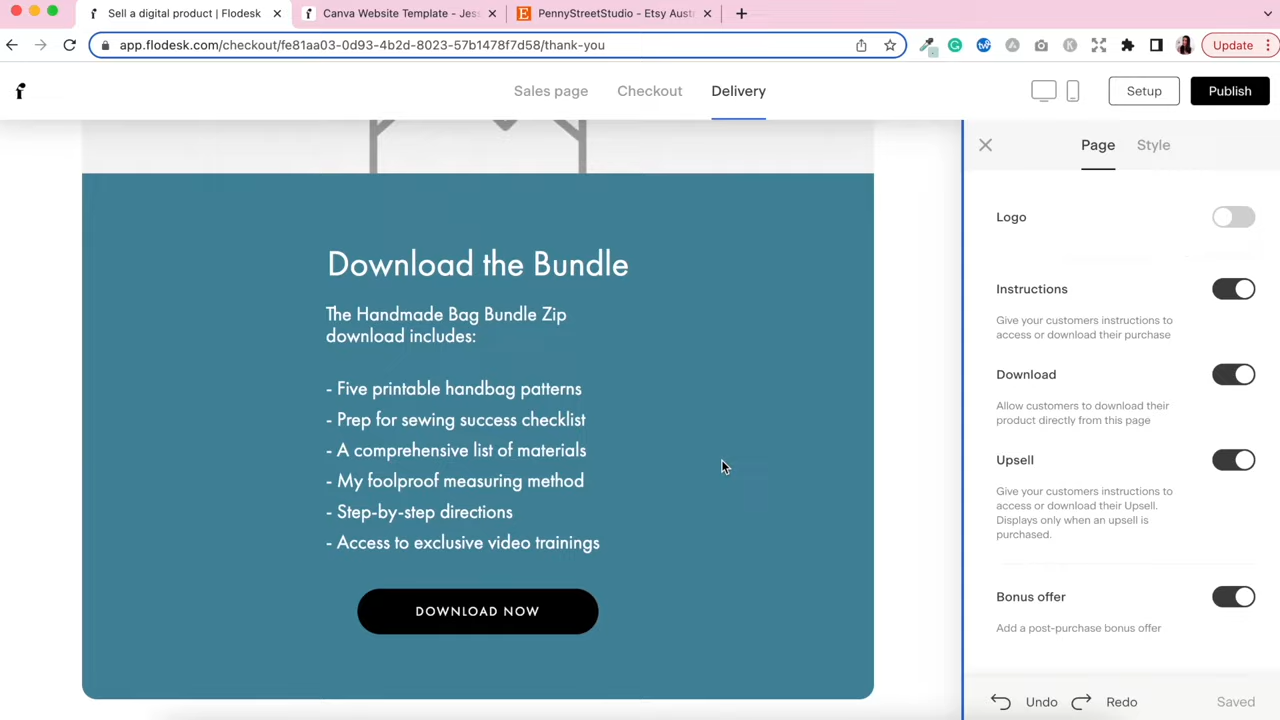 Sell a digital product | Flodesk
Canva Website Template - Jes
PennyStreetStudio - Etsy Aust
app.flodesk.com/checkout/fe81aa03-0d93-4b2d-8023-57b1478f7d58/thank-you
Update
Sales page
Checkout
Delivery
Setup
Publish
Download the Bundle
The Handmade Bag Bundle Zip
download includes:
- Five printable handbag patterns
- Prep for sewing success checklist
- A comprehensive list of materials
- My foolproof measuring method
- Step-by-step directions
- Access to exclusive video trainings
DOWNLOAD NOW
Page
Style
Logo
Instructions
Give your customers instructions to
access or download their purchase
Download
Allow customers to download their
product directly from this page
Upsell
Give your customers instructions to
access or download their Upsell.
Displays only when an upsell is
purchased.
Bonus offer
Add a post-purchase bonus offer
Undo
Redo
Saved